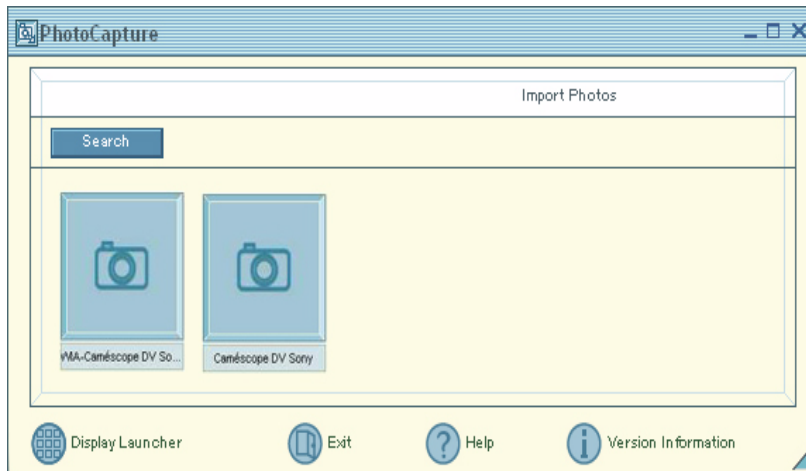 PhotoCapture
Import Photos
Search
WIA-Caméscope DV So...
Caméscope DV Sony
Display Launcher
Exit
Help
Version Information